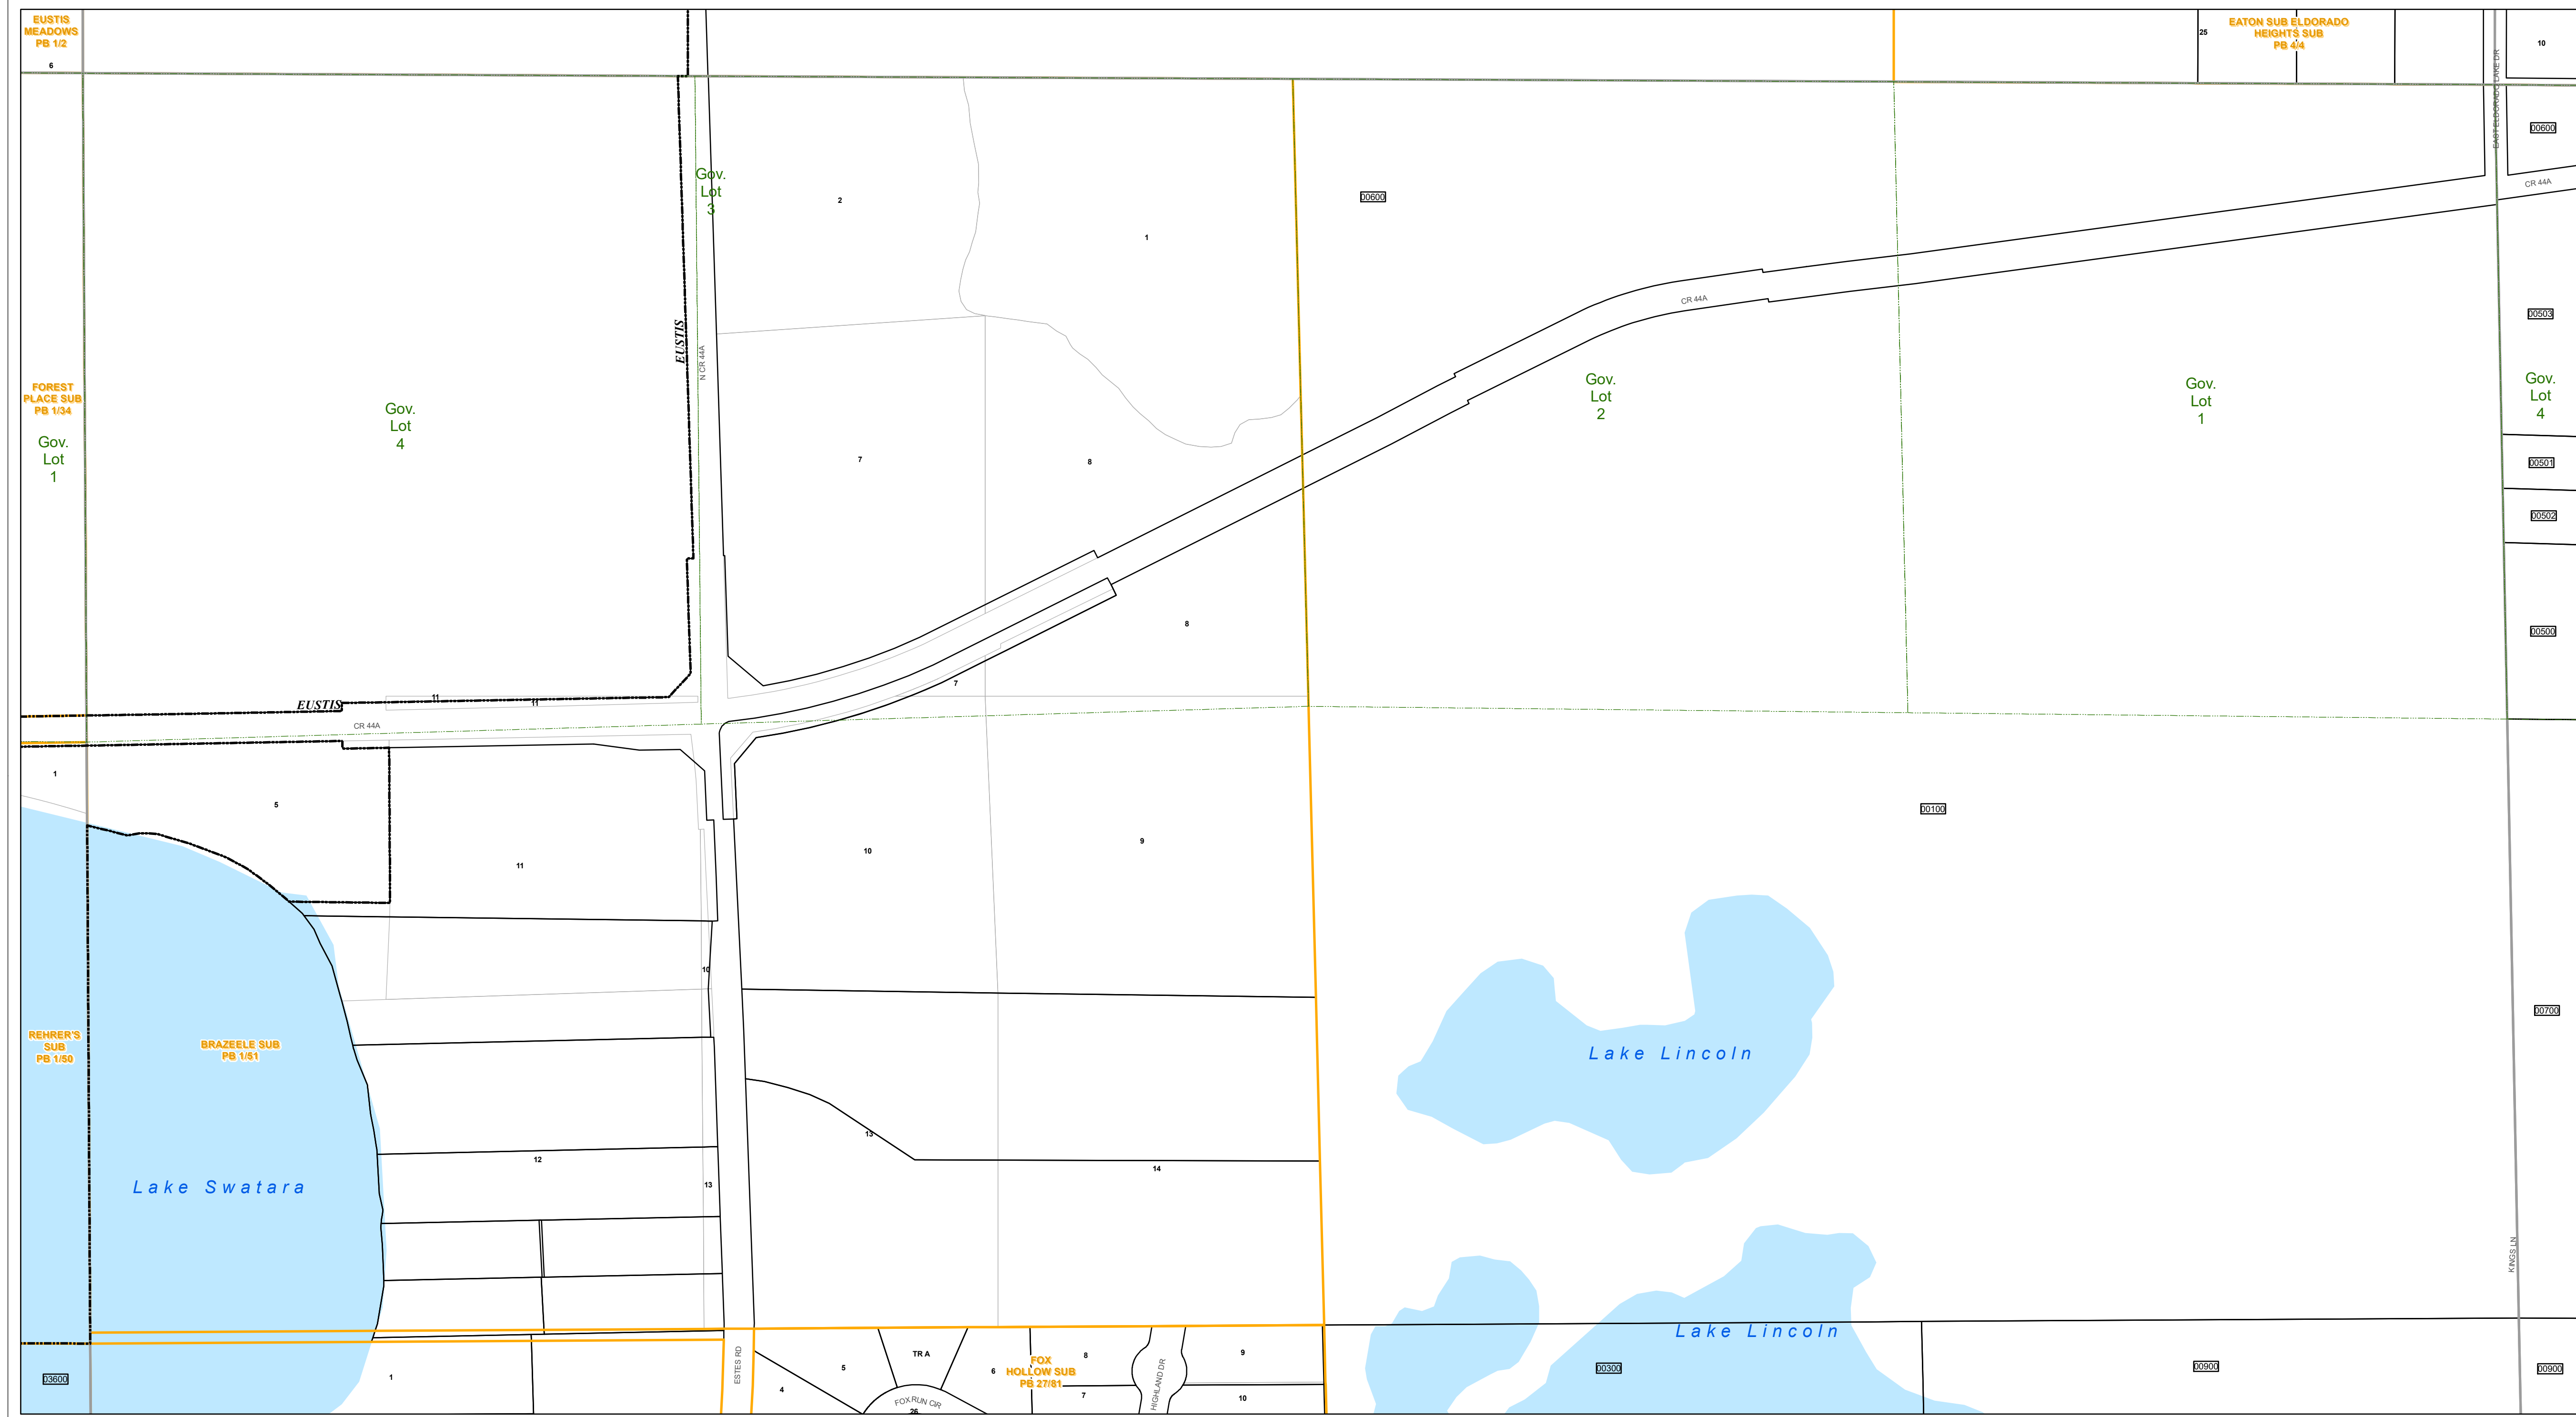 EUSTIS
MEADOWS
PB 1/2
6
25
EATON SUB ELDORADO
HEIGHTS SUB
PB 4/4
10
EAST ELDORADO LAKE DR
00600
CR 44A
Gov.
Lot
3
2
1
00600
CR 44A
00503
EUSTIS
N CR 44A
FOREST
PLACE SUB
PB 1/34
Gov.
Lot
1
Gov.
Lot
4
Gov.
Lot
2
Gov.
Lot
1
Gov.
Lot
4
7
8
00501
00502
8
00500
7
11
11
EUSTIS
CR 44A
1
5
11
10
9
00100
10
REHRER'S
SUB
PB 1/50
BRAZEELE SUB
PB 1/51
Lake Lincoln
00700
13
12
14
13
Lake Swatara
KINGS LN
Lake Lincoln
03600
1
ESTES RD
4
5
TR A
6
FOX
HOLLOW SUB
PB 27/81
8
7
HIGHLAND DR
9
10
FOX RUN CIR
26
00300
00900
00900